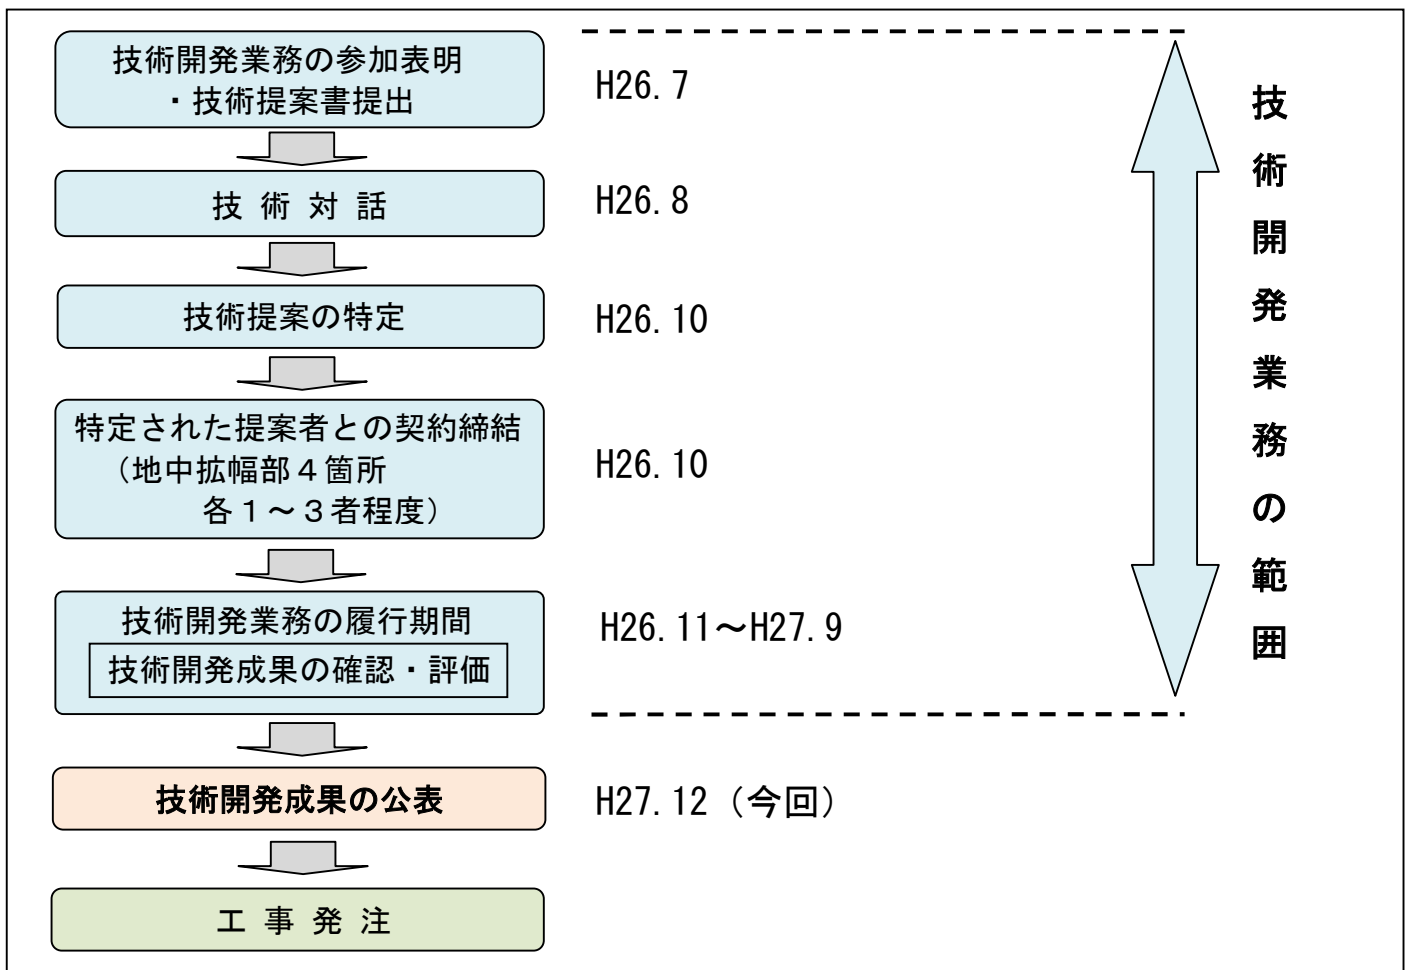 技術開発業務の参加表明
・技術提案書提出
H26.7
技術対話
H26.8
技術提案の特定
H26.10
特定された提案者との契約締結
（地中拡幅部４箇所
各１～３者程度）
H26.10
技術開発業務の履行期間
技術開発成果の確認・評価
H26.11～H27.9
技術開発成果の公表
H27.12（今回）
工事発注
技術開発業務の範囲